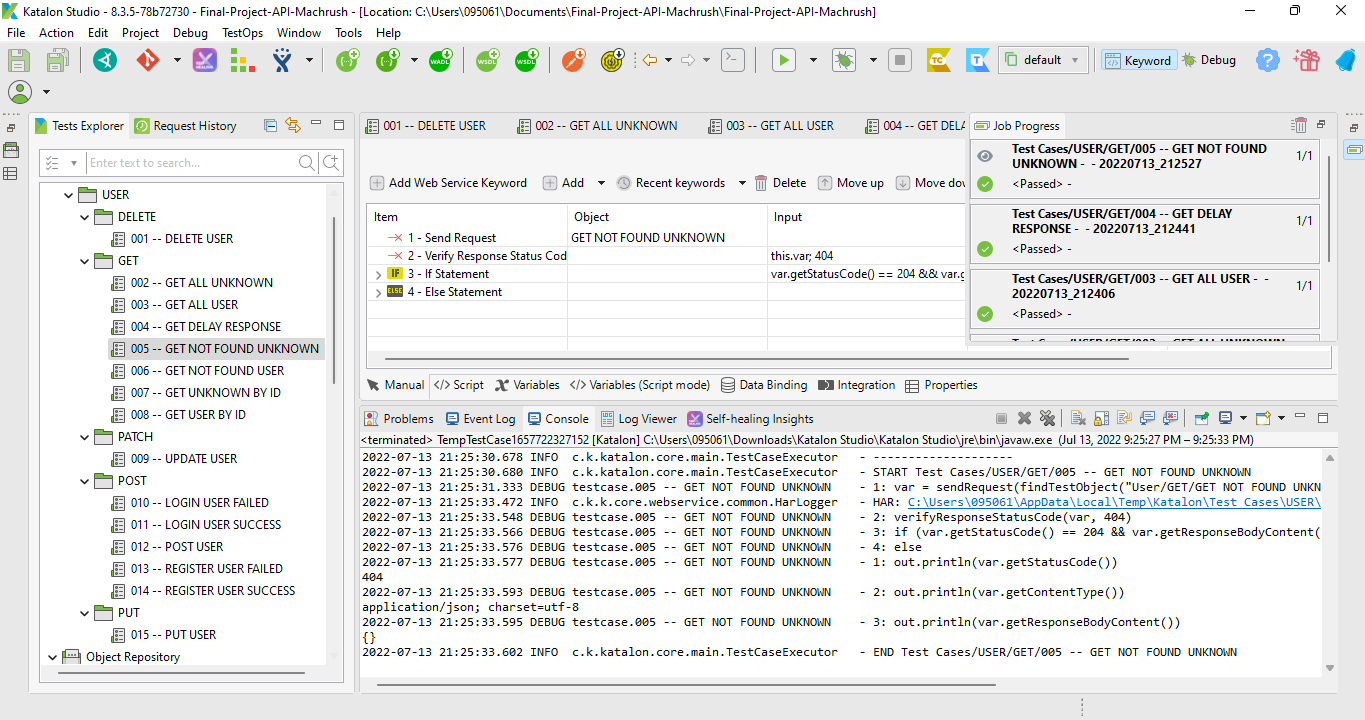 Katalon Studio - 8.3.5-78b72730 - Final-Project-API-Machrush - [Location: C:\Users\095061\Documents\Final-Project-API-Machrush\Final-Project-API-Machrush]
File Action Edit Project Debug TestOps Window Tools Help
WADL WSDL WSDL TC T default Keyword Debug
Tests Explorer Request History
Enter text to search...
USER
DELETE
001 -- DELETE USER
GET
002 -- GET ALL UNKNOWN
003 -- GET ALL USER
004 -- GET DELAY RESPONSE
005 -- GET NOT FOUND UNKNOWN
006 -- GET NOT FOUND USER
007 -- GET UNKNOWN BY ID
008 -- GET USER BY ID
PATCH
009 -- UPDATE USER
POST
010 -- LOGIN USER FAILED
011 -- LOGIN USER SUCCESS
012 -- POST USER
013 -- REGISTER USER FAILED
014 -- REGISTER USER SUCCESS
PUT
015 -- PUT USER
Object Repository
001 -- DELETE USER 002 -- GET ALL UNKNOWN 003 -- GET ALL USER 004 -- GET DELA
Add Web Service Keyword Add Recent keywords Delete Move up Move dow
Item Object Input
1 - Send Request GET NOT FOUND UNKNOWN
2 - Verify Response Status Cod this.var; 404
IF 3 - If Statement var.getStatusCode() == 204 && var.g
ELSE 4 - Else Statement
Job Progress
Test Cases/USER/GET/005 -- GET NOT FOUND
UNKNOWN - - 20220713_212527 1/1
<Passed> -
Test Cases/USER/GET/004 -- GET DELAY
RESPONSE - - 20220713_212441 1/1
<Passed> -
Test Cases/USER/GET/003 -- GET ALL USER - -
20220713_212406 1/1
<Passed> -
Manual </> Script Variables </> Variables (Script mode) Data Binding Integration Properties
Problems Event Log Console Log Viewer Self-healing Insights
<terminated> TempTestCase1657722327152 [Katalon] C:\Users\095061\Downloads\Katalon Studio\Katalon Studio\jre\bin\javaw.exe (Jul 13, 2022 9:25:27 PM – 9:25:33 PM)
2022-07-13 21:25:30.678 INFO c.k.katalon.core.main.TestCaseExecutor - --------------------
2022-07-13 21:25:30.680 INFO c.k.katalon.core.main.TestCaseExecutor - START Test Cases/USER/GET/005 -- GET NOT FOUND UNKNOWN
2022-07-13 21:25:31.333 DEBUG testcase.005 -- GET NOT FOUND UNKNOWN - 1: var = sendRequest(findTestObject("User/GET/GET NOT FOUND UNKN
2022-07-13 21:25:33.472 INFO c.k.k.core.webservice.common.HarLogger - HAR: C:\Users\095061\AppData\Local\Temp\Katalon\Test Cases\USER\
2022-07-13 21:25:33.548 DEBUG testcase.005 -- GET NOT FOUND UNKNOWN - 2: verifyResponseStatusCode(var, 404)
2022-07-13 21:25:33.566 DEBUG testcase.005 -- GET NOT FOUND UNKNOWN - 3: if (var.getStatusCode() == 204 && var.getResponseBodyContent(
2022-07-13 21:25:33.576 DEBUG testcase.005 -- GET NOT FOUND UNKNOWN - 4: else
2022-07-13 21:25:33.577 DEBUG testcase.005 -- GET NOT FOUND UNKNOWN - 1: out.println(var.getStatusCode())
404
2022-07-13 21:25:33.593 DEBUG testcase.005 -- GET NOT FOUND UNKNOWN - 2: out.println(var.getContentType())
application/json; charset=utf-8
2022-07-13 21:25:33.595 DEBUG testcase.005 -- GET NOT FOUND UNKNOWN - 3: out.println(var.getResponseBodyContent())
{}
2022-07-13 21:25:33.602 INFO c.k.katalon.core.main.TestCaseExecutor - END Test Cases/USER/GET/005 -- GET NOT FOUND UNKNOWN